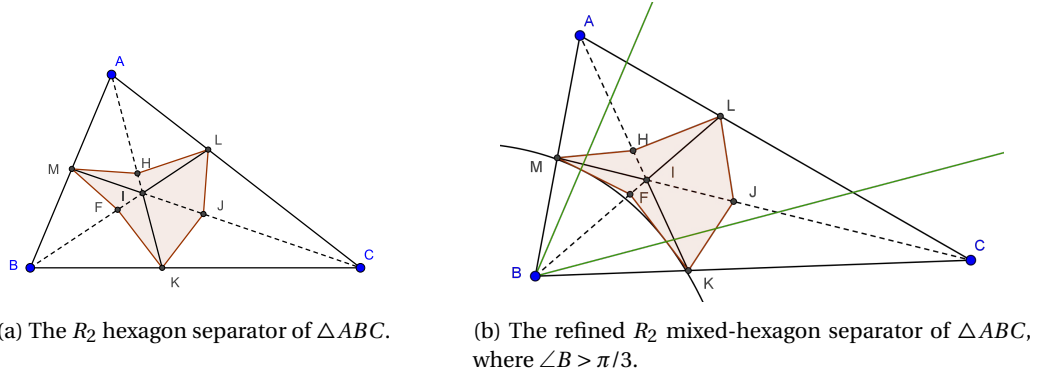 A
L
M
H
I
F
J
B
C
K
A
L
H
M
I
F
J
B
C
K
(a) The R2 hexagon separator of △ABC.
(b) The refined R2 mixed-hexagon separator of △ABC,
where ∠B > π/3.